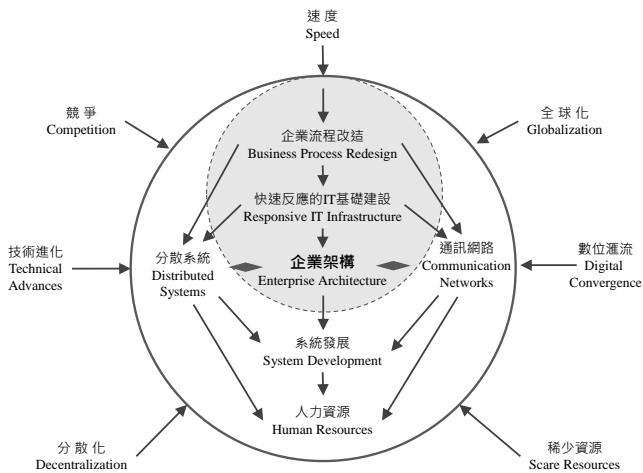 速 度
Speed
競 爭
Competition
全 球 化
Globalization
企業流程改造
Business Process Redesign
快速反應的IT基礎建設
Responsive IT Infrastructure
技術進化
Technical
Advances
分散系統
Distributed
Systems
企業架構
Enterprise Architecture
通訊網路
Communication
Networks
數位滙流
Digital
Convergence
系統發展
System Development
人力資源
Human Resources
分 散 化
Decentralization
稀少資源
Scare Resources